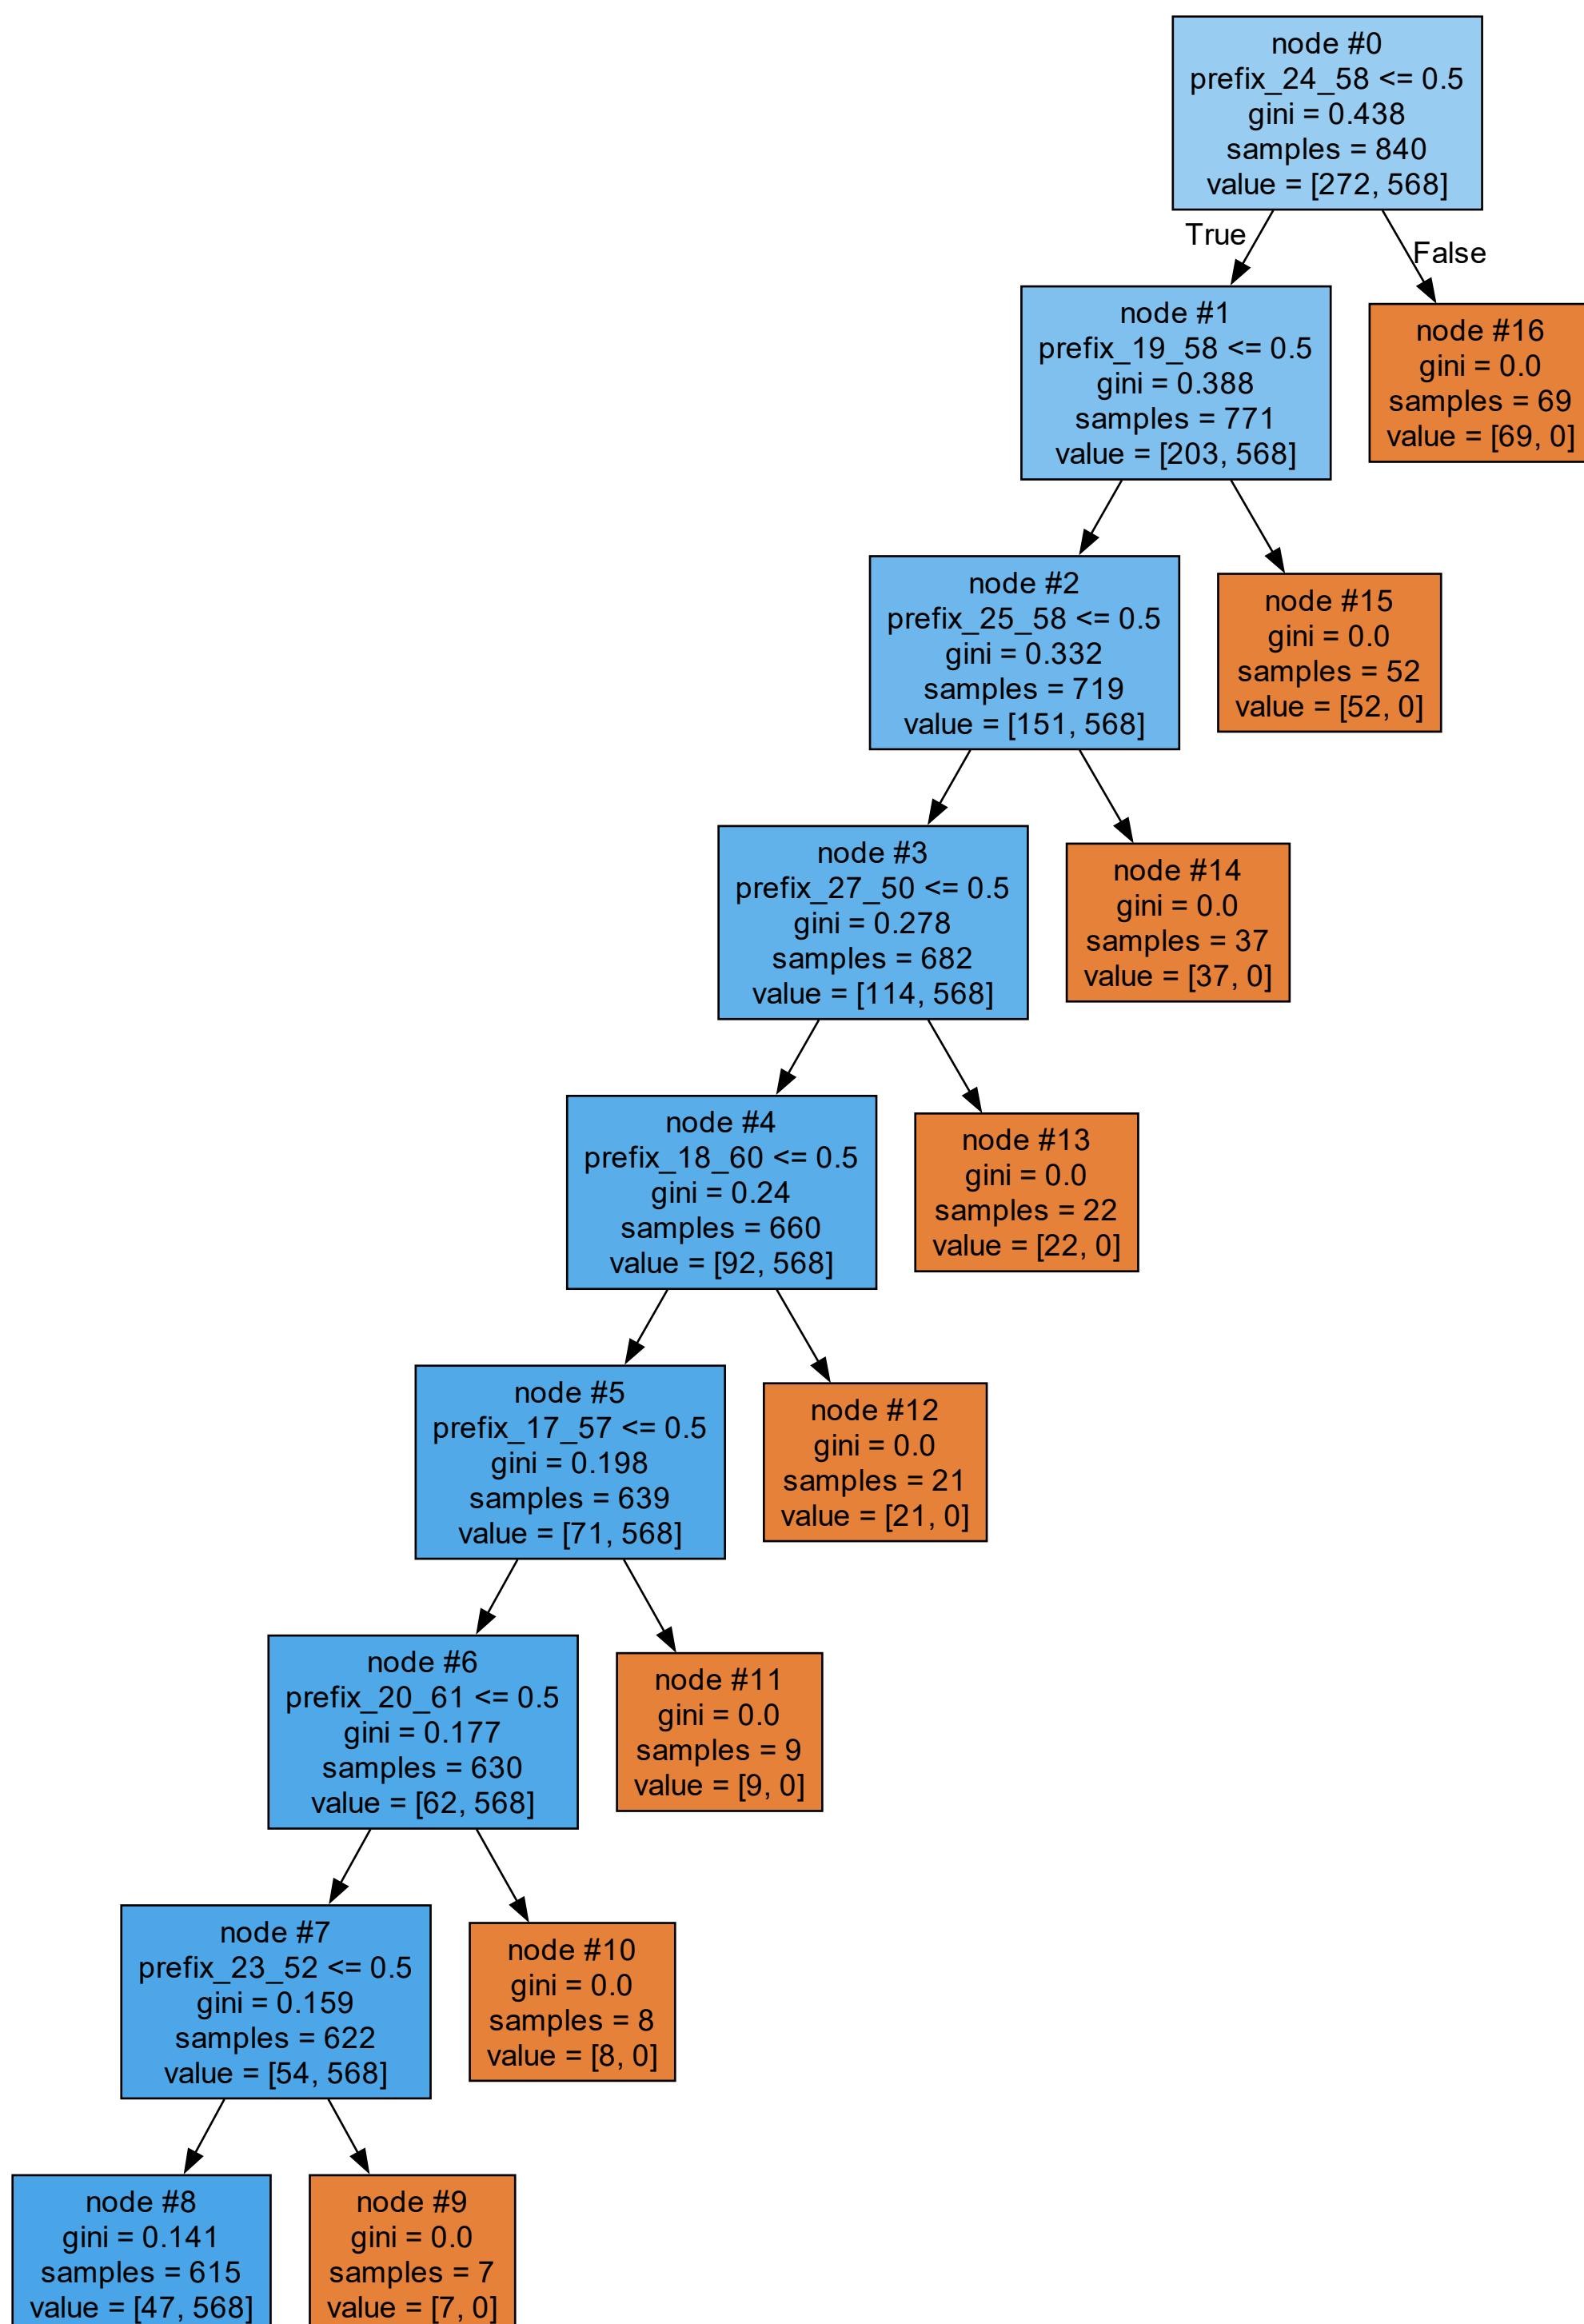 node #0
prefix_24_58 <= 0.5
gini = 0.438
samples = 840
value = [272, 568]
True
False
node #1
prefix_19_58 <= 0.5
gini = 0.388
samples = 771
value = [203, 568]
node #16
gini = 0.0
samples = 69
value = [69, 0]
node #2
prefix_25_58 <= 0.5
gini = 0.332
samples = 719
value = [151, 568]
node #15
gini = 0.0
samples = 52
value = [52, 0]
node #3
prefix_27_50 <= 0.5
gini = 0.278
samples = 682
value = [114, 568]
node #14
gini = 0.0
samples = 37
value = [37, 0]
node #4
prefix_18_60 <= 0.5
gini = 0.24
samples = 660
value = [92, 568]
node #13
gini = 0.0
samples = 22
value = [22, 0]
node #5
prefix_17_57 <= 0.5
gini = 0.198
samples = 639
value = [71, 568]
node #12
gini = 0.0
samples = 21
value = [21, 0]
node #6
prefix_20_61 <= 0.5
gini = 0.177
samples = 630
value = [62, 568]
node #11
gini = 0.0
samples = 9
value = [9, 0]
node #7
prefix_23_52 <= 0.5
gini = 0.159
samples = 622
value = [54, 568]
node #10
gini = 0.0
samples = 8
value = [8, 0]
node #8
gini = 0.141
samples = 615
value = [47, 568]
node #9
gini = 0.0
samples = 7
value = [7, 0]